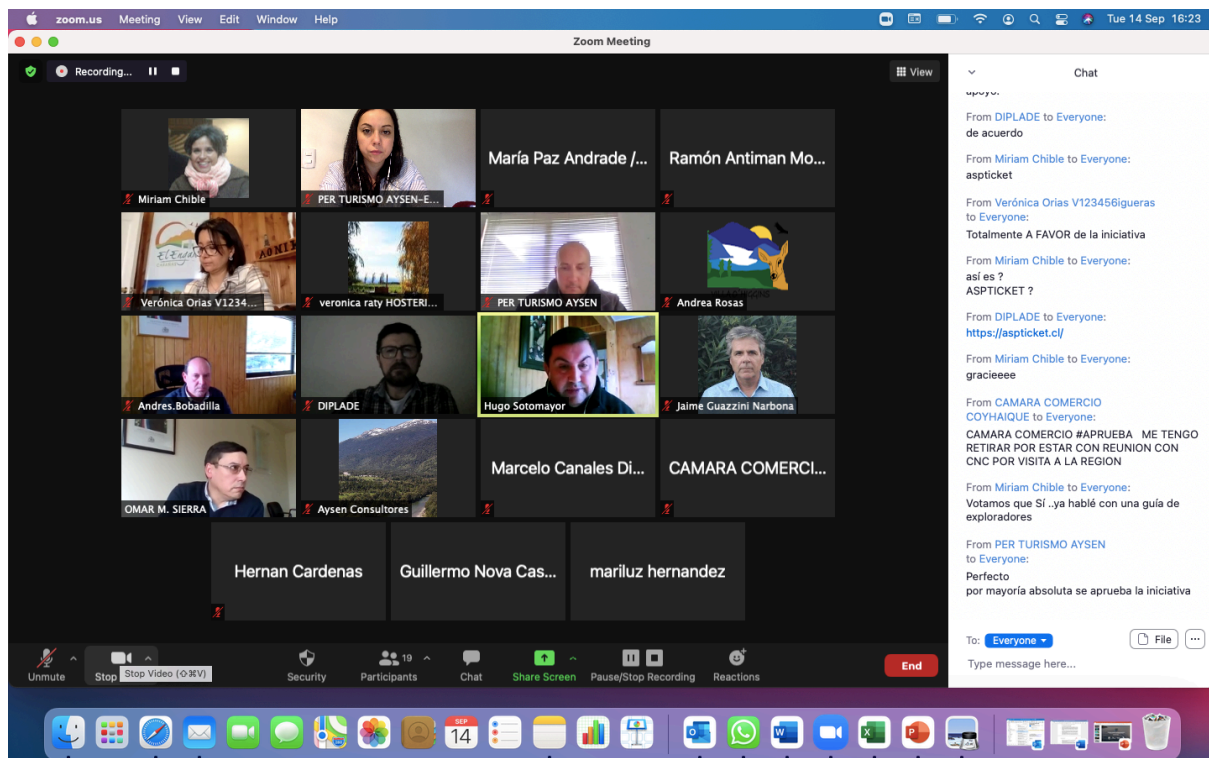 zoom.us Meeting View Edit Window Help
Tue 14 Sep 16:23
Zoom Meeting
Recording...
View
Miriam Chible
PER TURISMO AYSEN-E...
María Paz Andrade /...
Ramón Antiman Mo...
Verónica Orias V1234...
veronica raty HOSTERI...
PER TURISMO AYSEN
Andrea Rosas
Andres.Bobadilla
DIPLADE
Hugo Sotomayor
Jaime Guazzini Narbona
OMAR M. SIERRA
Aysen Consultores
Marcelo Canales Di...
CAMARA COMERCI...
Hernan Cardenas
Guillermo Nova Cas...
mariluz hernandez
Unmute
Stop
Stop Video (⇧⌘V)
Security
19
Participants
Chat
Share Screen
Pause/Stop Recording
Reactions
End
Chat
apoyo.
From DIPLADE to Everyone:
de acuerdo
From Miriam Chible to Everyone:
aspticket
From Verónica Orias V123456igueras
to Everyone:
Totalmente A FAVOR de la iniciativa
From Miriam Chible to Everyone:
así es ?
ASPTICKET ?
From DIPLADE to Everyone:
https://aspticket.cl/
From Miriam Chible to Everyone:
gracieeee
From CAMARA COMERCIO
COYHAIQUE to Everyone:
CAMARA COMERCIO #APRUEBA ME TENGO
RETIRAR POR ESTAR CON REUNION CON
CNC POR VISITA A LA REGION
From Miriam Chible to Everyone:
Votamos que Sí ..ya hablé con una guía de
exploradores
From PER TURISMO AYSEN
to Everyone:
Perfecto
por mayoría absoluta se aprueba la iniciativa
To: Everyone
File
Type message here...
SEP
14